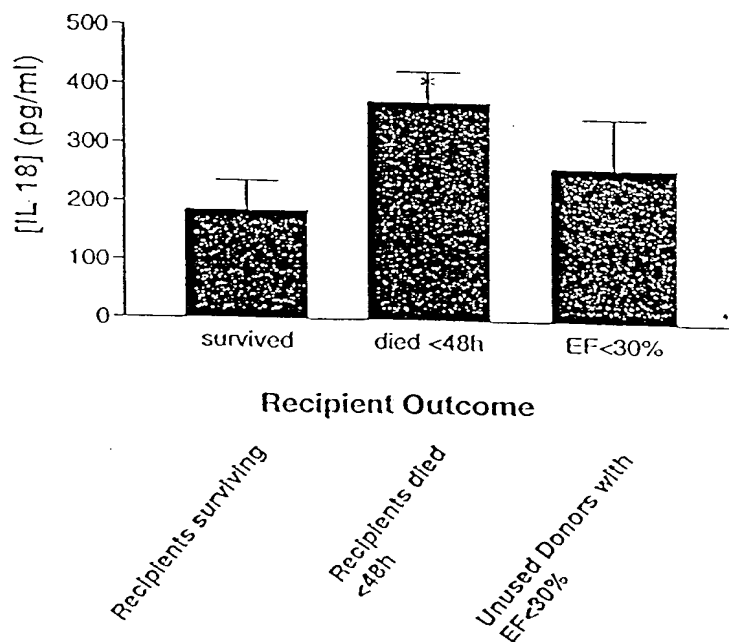 500
400
300
200
100
0
[IL-18] (pg/ml)
*
survived
died <48h
EF<30%
Recipient Outcome
Recipients surviving
Recipients died
<48h
Unused Donors with
EF<30%